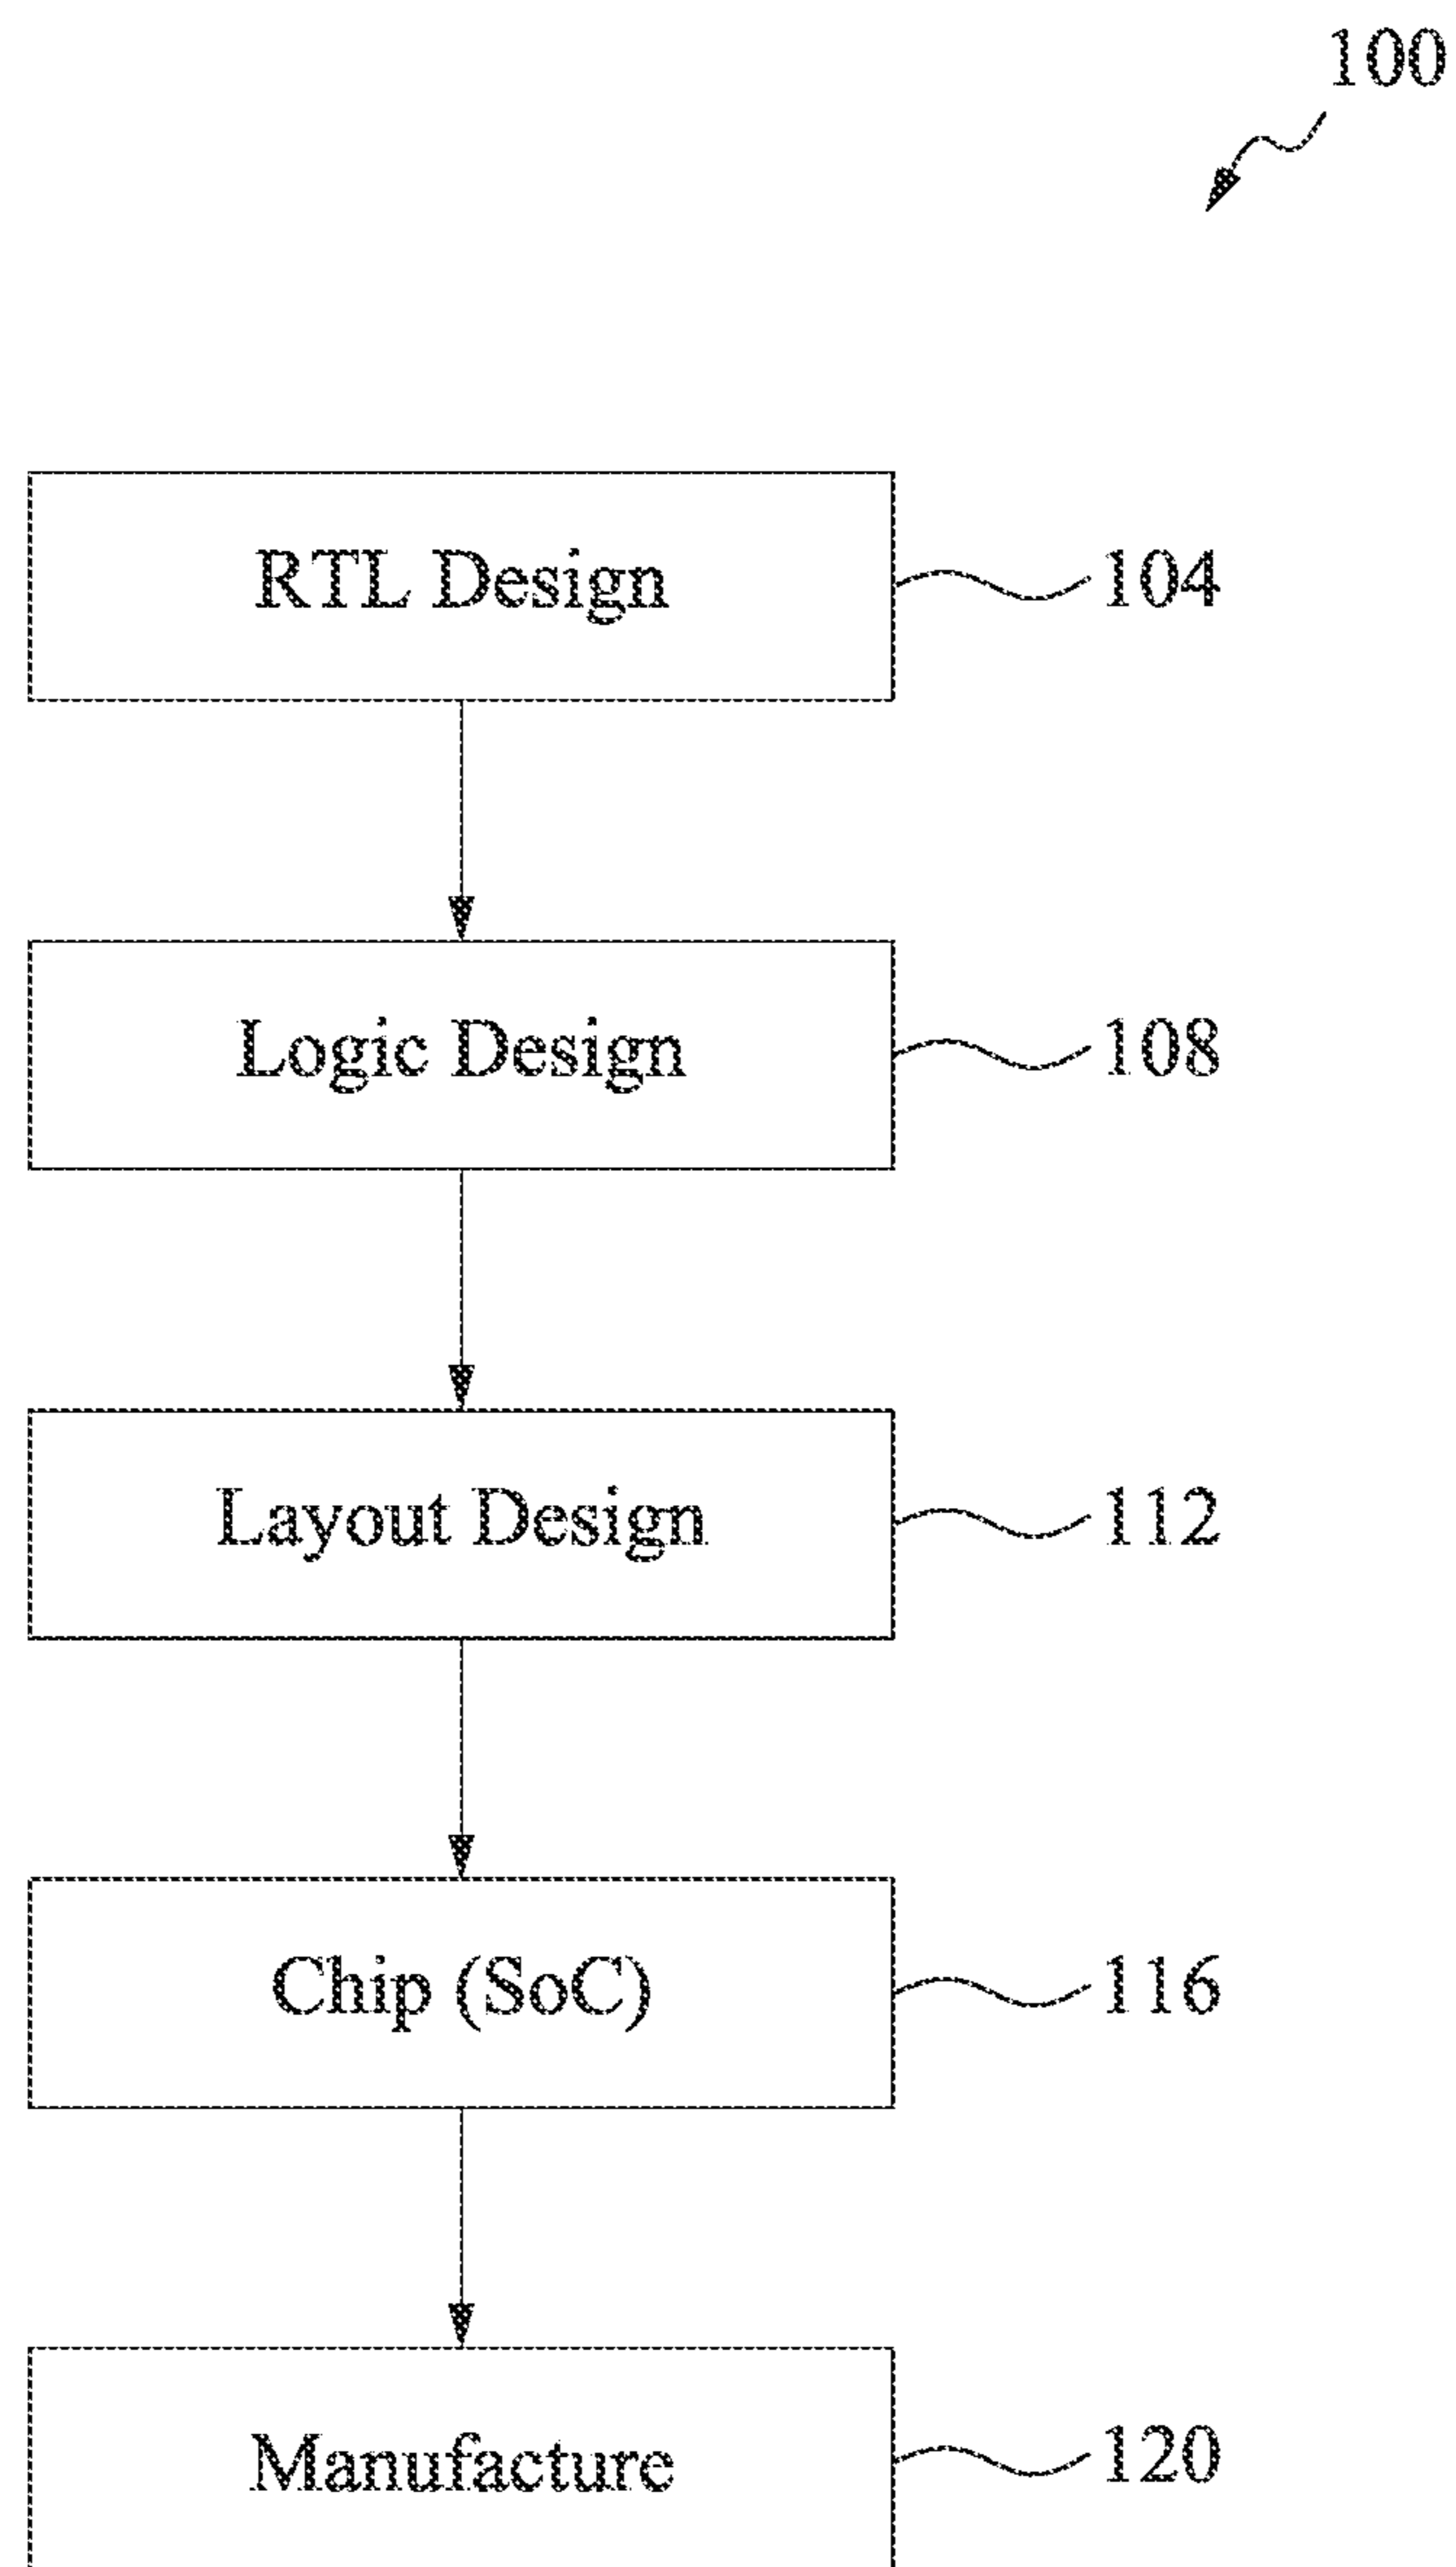 100
RTL Design 104
Logic Design 108
Layout Design 112
Chip (SoC) 116
Manufacture 120